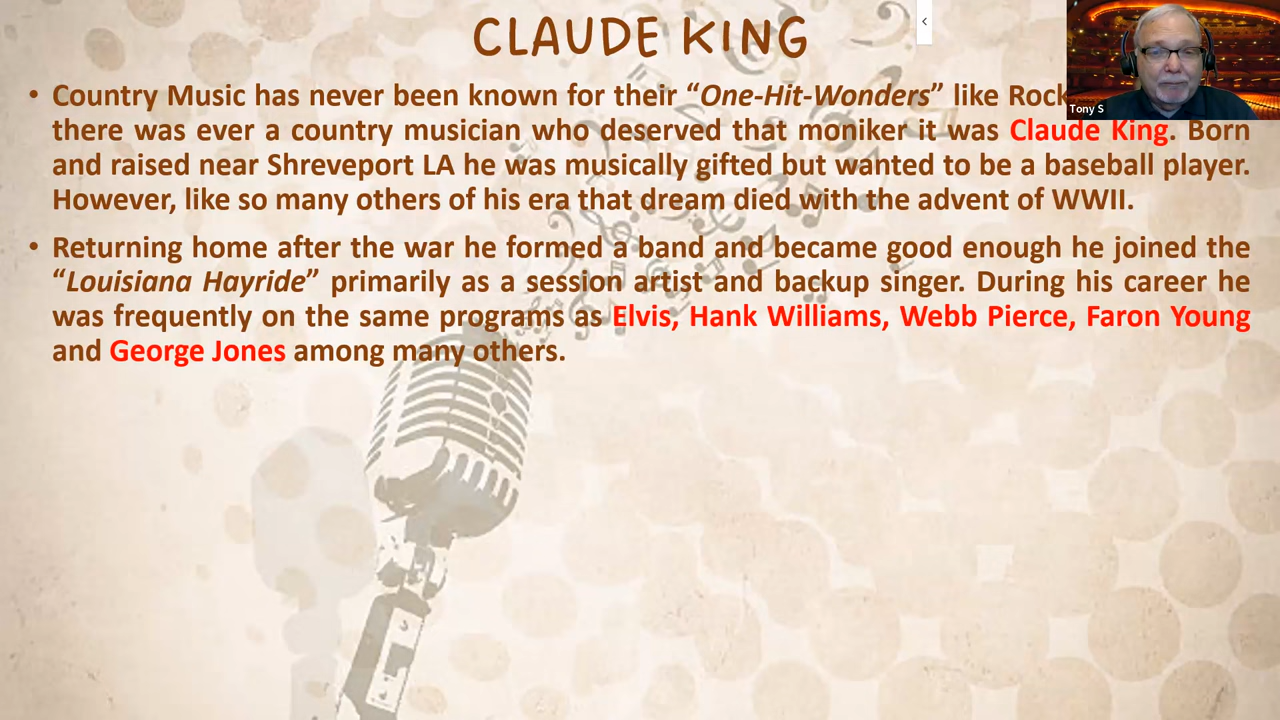 CLAUDE KING
• Country Music has never been known for their “One-Hit-Wonders” like Rock
there was ever a country musician who deserved that moniker it was Claude King. Born
and raised near Shreveport LA he was musically gifted but wanted to be a baseball player.
However, like so many others of his era that dream died with the advent of WWII.
• Returning home after the war he formed a band and became good enough he joined the
“Louisiana Hayride” primarily as a session artist and backup singer. During his career he
was frequently on the same programs as Elvis, Hank Williams, Webb Pierce, Faron Young
and George Jones among many others.
Tony S